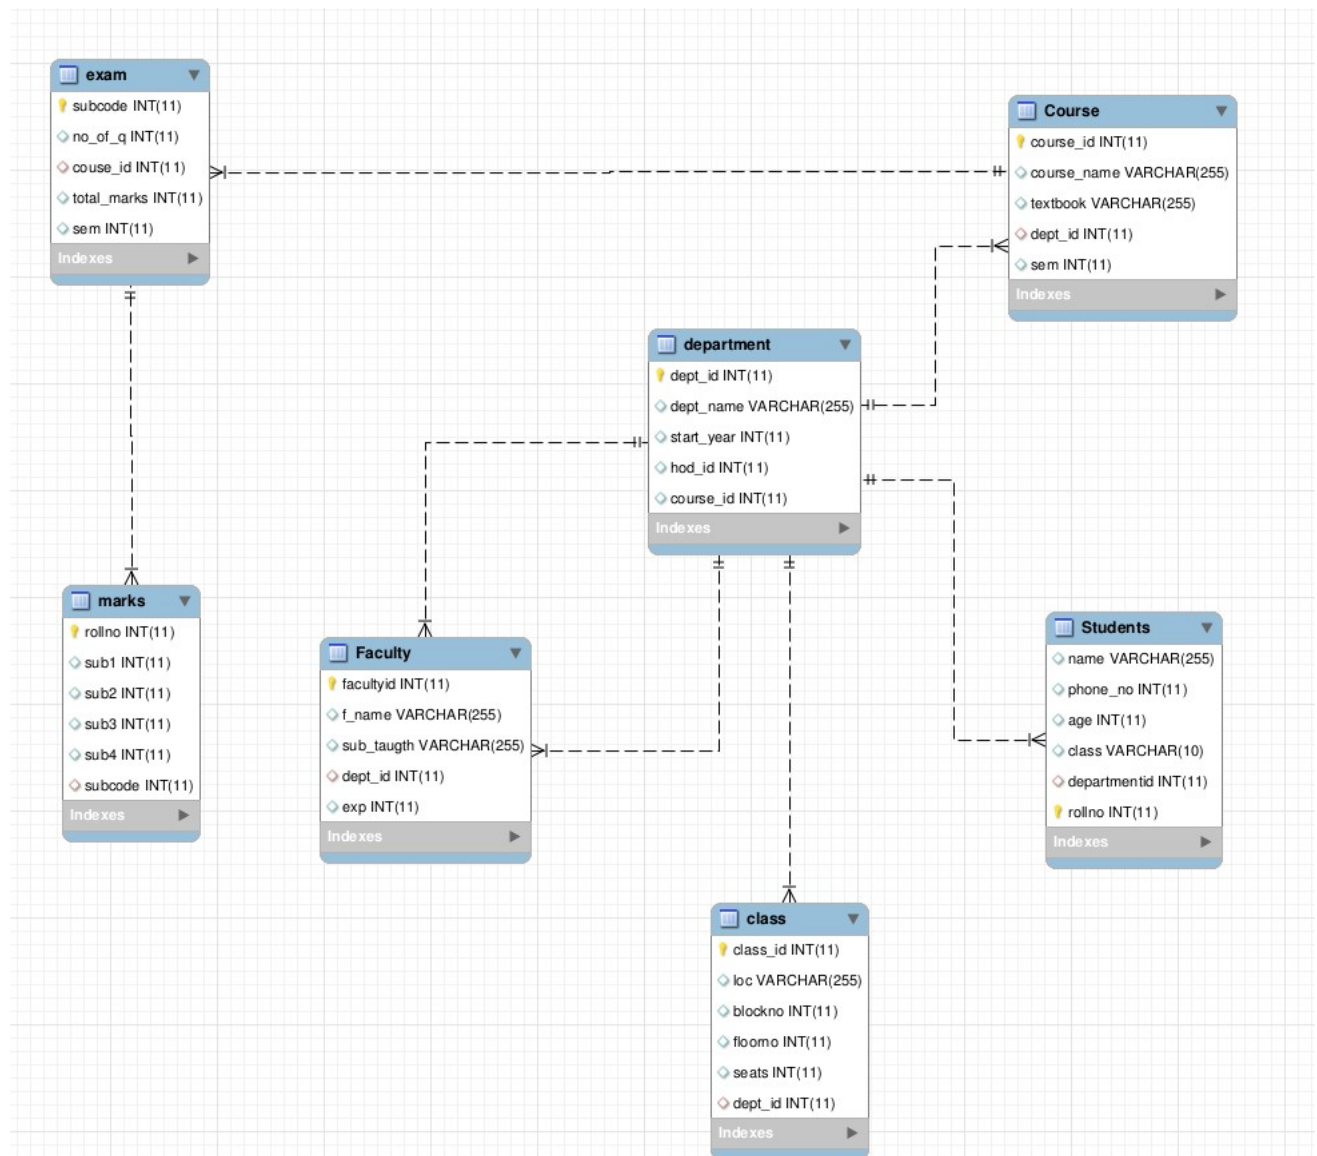 exam
subcode INT(11)
no_of_q INT(11)
couse_id INT(11)
total_marks INT(11)
sem INT(11)
Indexes
Course
course_id INT(11)
course_name VARCHAR(255)
textbook VARCHAR(255)
dept_id INT(11)
sem INT(11)
Indexes
department
dept_id INT(11)
dept_name VARCHAR(255)
start_year INT(11)
hod_id INT(11)
course_id INT(11)
Indexes
marks
rollno INT(11)
sub1 INT(11)
sub2 INT(11)
sub3 INT(11)
sub4 INT(11)
subcode INT(11)
Indexes
Faculty
facultyid INT(11)
f_name VARCHAR(255)
sub_taugth VARCHAR(255)
dept_id INT(11)
exp INT(11)
Indexes
Students
name VARCHAR(255)
phone_no INT(11)
age INT(11)
class VARCHAR(10)
departmentid INT(11)
rollno INT(11)
Indexes
class
class_id INT(11)
loc VARCHAR(255)
blockno INT(11)
floorno INT(11)
seats INT(11)
dept_id INT(11)
Indexes